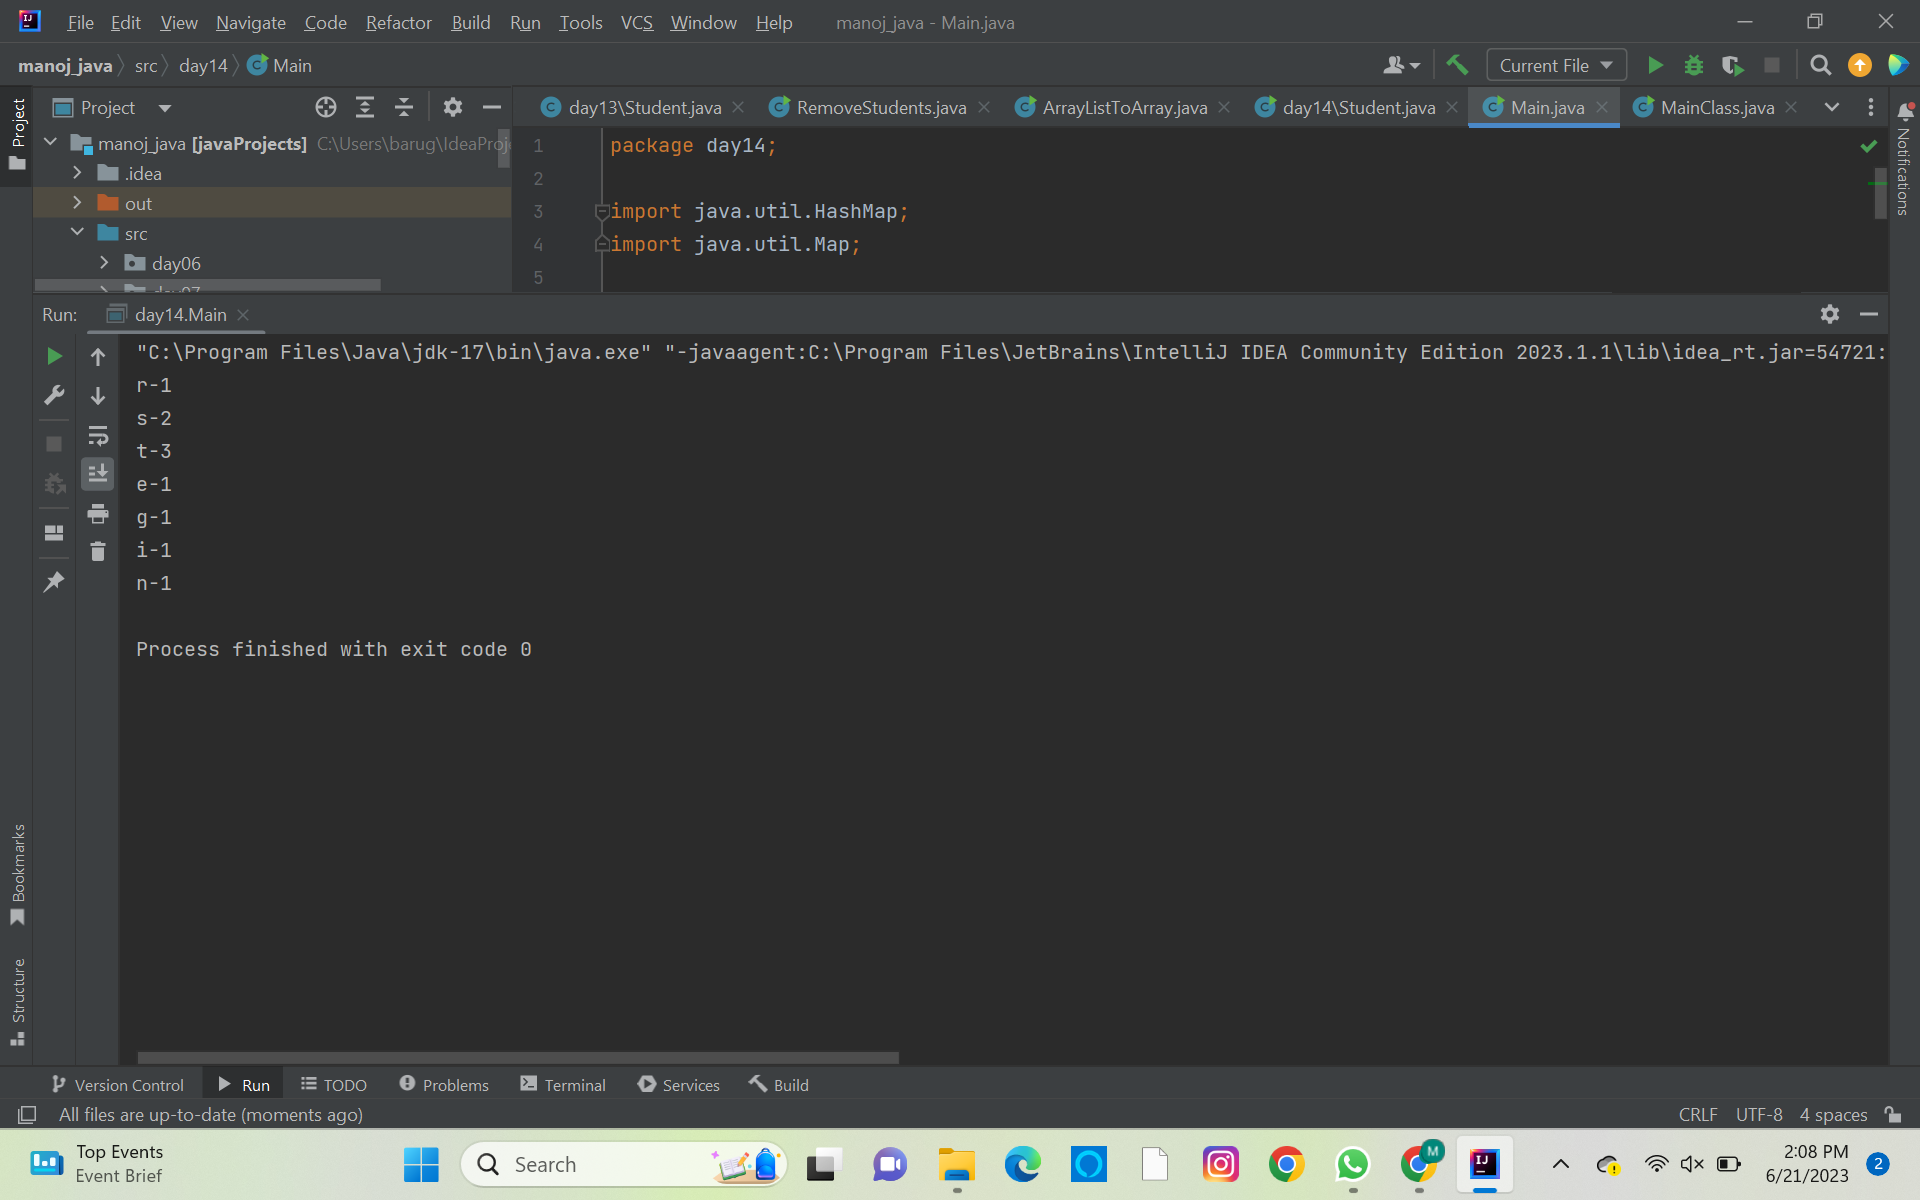 File Edit View Navigate Code Refactor Build Run Tools VCS Window Help manoj_java - Main.java
manoj_java src day14 Main Current File
Project day13\Student.java RemoveStudents.java ArrayListToArray.java day14\Student.java Main.java MainClass.java
Project
manoj_java [javaProjects] C:\Users\barug\IdeaProj
.idea
out
src
day06
day07
1 package day14;
2
3 import java.util.HashMap;
4 import java.util.Map;
5
Notifications
Run: day14.Main
"C:\Program Files\Java\jdk-17\bin\java.exe" "-javaagent:C:\Program Files\JetBrains\IntelliJ IDEA Community Edition 2023.1.1\lib\idea_rt.jar=54721:
r-1
s-2
t-3
e-1
g-1
i-1
n-1
Process finished with exit code 0
Bookmarks
Structure
Version Control Run TODO Problems Terminal Services Build
All files are up-to-date (moments ago) CRLF UTF-8 4 spaces
Top Events
Event Brief
Search
M
2:08 PM
6/21/2023
2